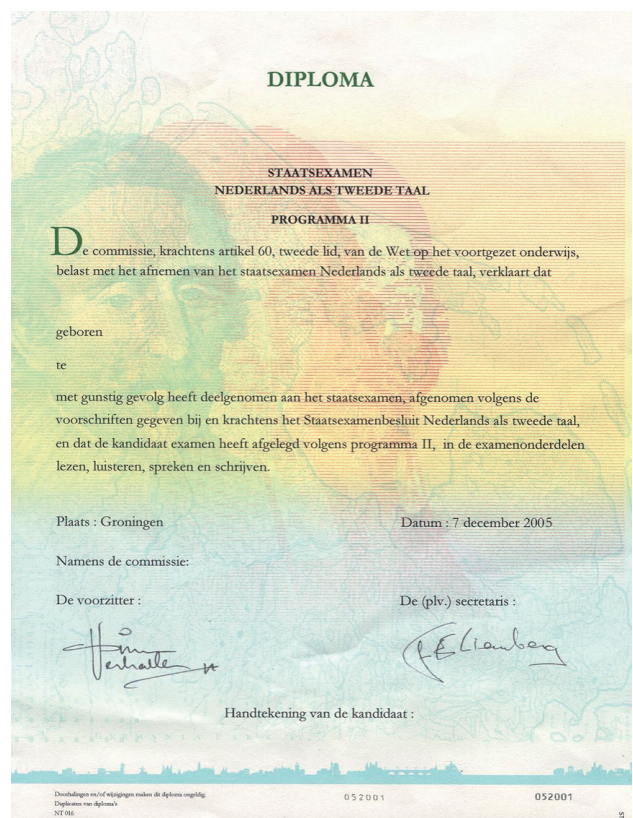 DIPLOMA
STAATSEXAMEN
NEDERLANDS ALS TWEEDE TAAL
PROGRAMMA II
De commissie, krachtens artikel 60, tweede lid, van de Wet op het voortgezet onderwijs,
belast met het afnemen van het staatsexamen Nederlands als tweede taal, verklaart dat
geboren
te
met gunstig gevolg heeft deelgenomen aan het staatsexamen, afgenomen volgens de
voorschriften gegeven bij en krachtens het Staatsexamenbesluit Nederlands als tweede taal,
en dat de kandidaat examen heeft afgelegd volgens programma II, in de examenonderdelen
lezen, luisteren, spreken en schrijven.
Plaats : Groningen Datum : 7 december 2005
Namens de commissie:
De voorzitter : De (plv.) secretaris :
Handtekening van de kandidaat :
Doorhalingen en/of wijzigingen maken dit diploma ongeldig.
Duplicaten van diploma's
NT 016
052001 052001